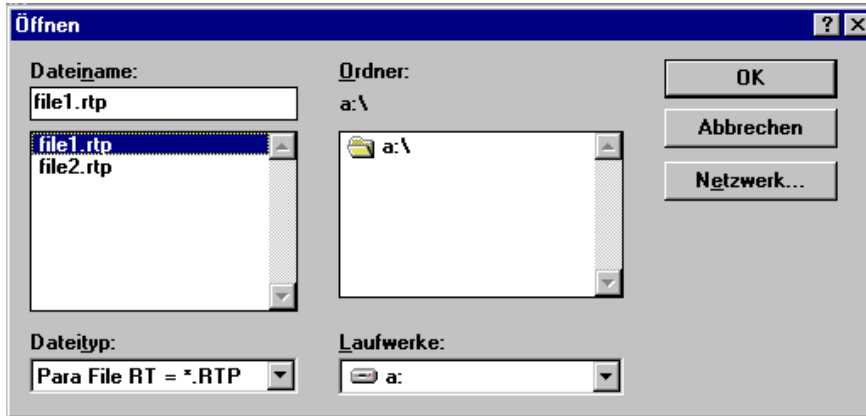 Öffnen
Dateiname:
file1.rtp
file1.rtp
file2.rtp
Dateityp:
Para File RT = *.RTP
Ordner:
a:\
a:\
Laufwerke:
a:
OK
Abbrechen
Netzwerk...